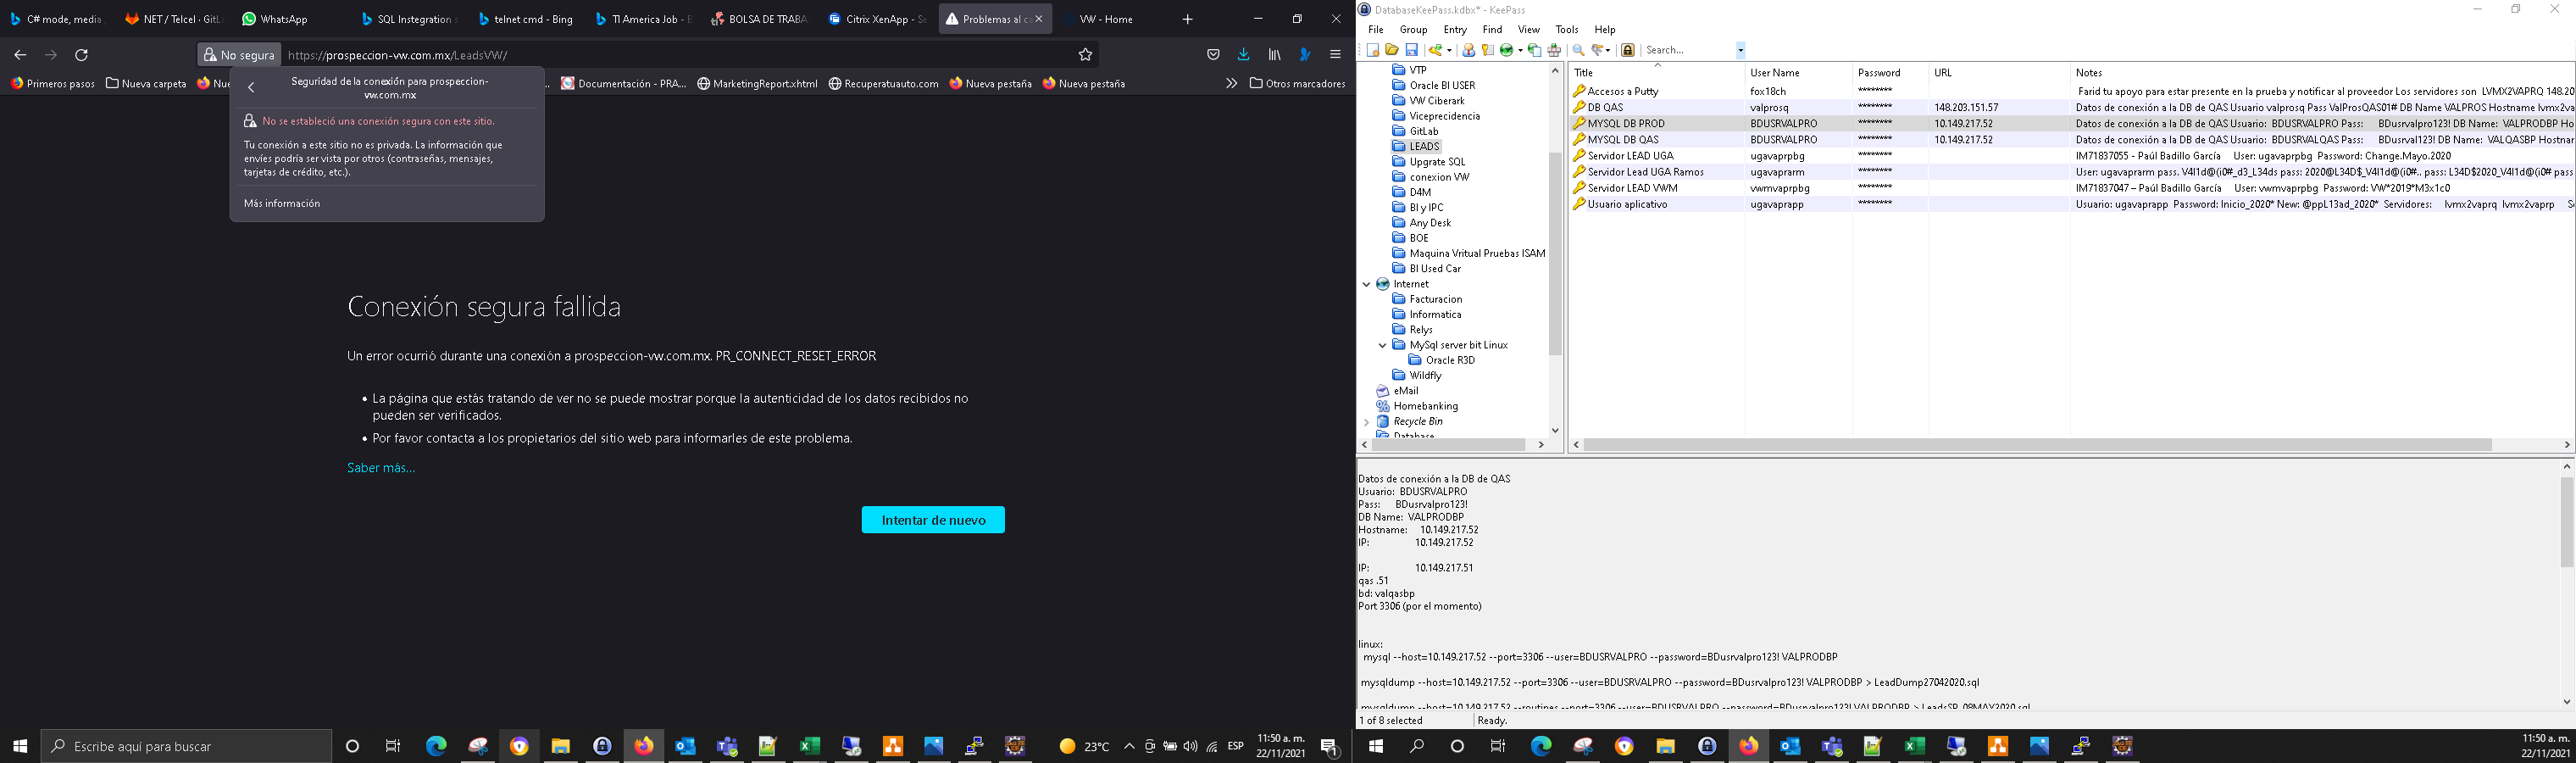 C# mode, media
NET / Telcel · GitL
WhatsApp
SQL Instegration s
telnet cmd - Bing
TI America Job - B
BOLSA DE TRABA
Citrix XenApp - Se
Problemas al ca
VW - Home
No segura
https://prospeccion-vw.com.mx/LeadsVW/
Primeros pasos
Nueva carpeta
Documentación - PRA...
MarketingReport.xhtml
Recuperatuauto.com
Nueva pestaña
Nueva pestaña
Otros marcadores
Seguridad de la conexión para prospeccion-
vw.com.mx
No se estableció una conexión segura con este sitio.
Tu conexión a este sitio no es privada. La información que
envíes podría ser vista por otros (contraseñas, mensajes,
tarjetas de crédito, etc.).
Más información
Conexión segura fallida
Un error ocurrió durante una conexión a prospeccion-vw.com.mx. PR_CONNECT_RESET_ERROR
• La página que estás tratando de ver no se puede mostrar porque la autenticidad de los datos recibidos no
pueden ser verificados.
• Por favor contacta a los propietarios del sitio web para informarles de este problema.
Saber más...
Intentar de nuevo
Escribe aquí para buscar
23°C
ESP
11:50 a. m.
22/11/2021
DatabaseKeePass.kdbx* - KeePass
File Group Entry Find View Tools Help
Search...
VTP
Oracle BI USER
VW Ciberark
Viceprecidencia
GitLab
LEADS
Upgrate SQL
conexion VW
D4M
BI y IPC
Any Desk
BOE
Maquina Vritual Pruebas ISAM
BI Used Car
Internet
Facturacion
Informatica
Relys
MySql server bit Linux
Oracle R3D
Wildfly
eMail
Homebanking
Recycle Bin
Database
Title User Name Password URL Notes
Accesos a Putty fox18ch ******** Farid tu apoyo para estar presente en la prueba y notificar al proveedor Los servidores son LVMX2VAPRQ 148.20
DB QAS valprosq ******** 148.203.151.57 Datos de conexión a la DB de QAS Usuario valprosq Pass ValProsQAS01# DB Name VALPROS Hostname lvmx2va
MYSQL DB PROD BDUSRVALPRO ******** 10.149.217.52 Datos de conexión a la DB de QAS Usuario: BDUSRVALPRO Pass: BDusrvalpro123! DB Name: VALPRODBP Ho
MYSQL DB QAS BDUSRVALPRO ******** 10.149.217.52 Datos de conexión a la DB de QAS Usuario: BDUSRVALQAS Pass: BDusrval123! DB Name: VALQASBP Hostnar
Servidor LEAD UGA ugavaprpbg ******** IM71837055 - Paúl Badillo García User: ugavaprpbg Password: Change.Mayo.2020
Servidor Lead UGA Ramos ugavaprarm ******** User: ugavaprarm pass. V4l1d@(i0#_d3_L34ds pass: 2020@L34D$_V4l1d@(i0#.. pass: L34D$2020_V4l1d@(i0# pass
Servidor LEAD VWM vwmvaprpbg ******** IM71837047 – Paúl Badillo García User: vwmvaprpbg Password: VW*2019*M3x1c0
Usuario aplicativo ugavaprapp ******** Usuario: ugavaprapp Password: Inicio_2020* New: @ppL13ad_2020* Servidores: lvmx2vaprq lvmx2vaprp Se
Datos de conexión a la DB de QAS
Usuario: BDUSRVALPRO
Pass: BDusrvalpro123!
DB Name: VALPRODBP
Hostname: 10.149.217.52
IP: 10.149.217.52
IP: 10.149.217.51
qas .51
bd: valqasbp
Port 3306 (por el momento)
linux:
mysql --host=10.149.217.52 --port=3306 --user=BDUSRVALPRO --password=BDusrvalpro123! VALPRODBP
mysqldump --host=10.149.217.52 --port=3306 --user=BDUSRVALPRO --password=BDusrvalpro123! VALPRODBP > LeadDump27042020.sql
mysqldump --host=10.149.217.52 --routines --port=3306 --user=BDUSRVALPRO --password=BDusrvalpro123! VALPRODBP > LeadsSP_08MAY2020.sql
1 of 8 selected
Ready.
11:50 a. m.
22/11/2021